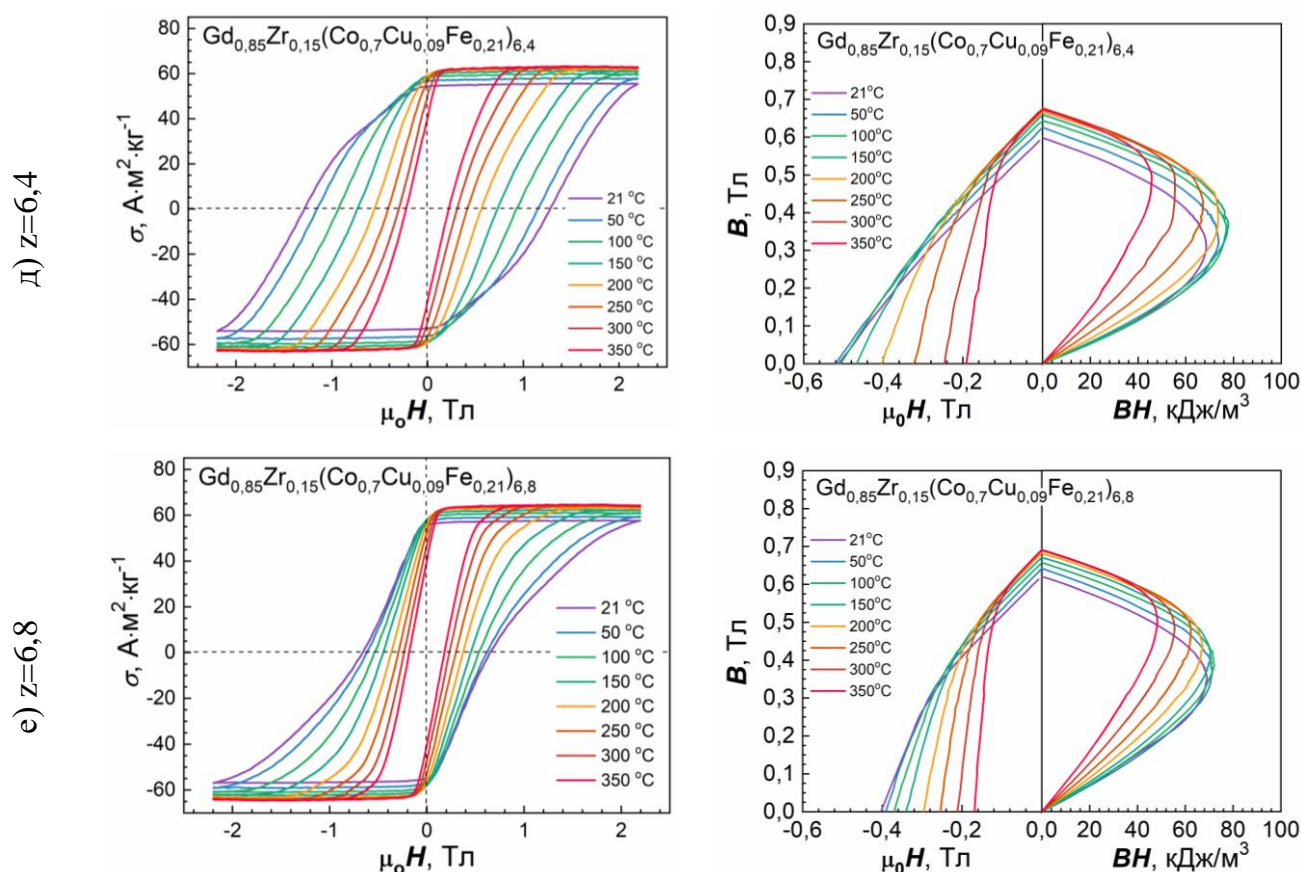 д) z=6,4
80
60
40
20
0
-20
-40
-60
σ, А·м²·кг⁻¹
Gd0,85Zr0,15(Co0,7Cu0,09Fe0,21)6,4
21 °C
50 °C
100 °C
150 °C
200 °C
250 °C
300 °C
350 °C
-2 -1 0 1 2
μoH, Тл
0,9
0,8
0,7
0,6
0,5
0,4
0,3
0,2
0,1
0,0
B, Тл
Gd0,85Zr0,15(Co0,7Cu0,09Fe0,21)6,4
21°C
50°C
100°C
150°C
200°C
250°C
300°C
350°C
-0,6 -0,4 -0,2 0,0 20 40 60 80 100
μ0H, Тл BH, кДж/м³
е) z=6,8
80
60
40
20
0
-20
-40
-60
σ, А·м²·кг⁻¹
Gd0,85Zr0,15(Co0,7Cu0,09Fe0,21)6,8
21 °C
50 °C
100 °C
150 °C
200 °C
250 °C
300 °C
350 °C
-2 -1 0 1 2
μoH, Тл
0,9
0,8
0,7
0,6
0,5
0,4
0,3
0,2
0,1
0,0
B, Тл
Gd0,85Zr0,15(Co0,7Cu0,09Fe0,21)6,8
21°C
50°C
100°C
150°C
200°C
250°C
300°C
350°C
-0,6 -0,4 -0,2 0,0 20 40 60 80 100
μ0H, Тл BH, кДж/м³